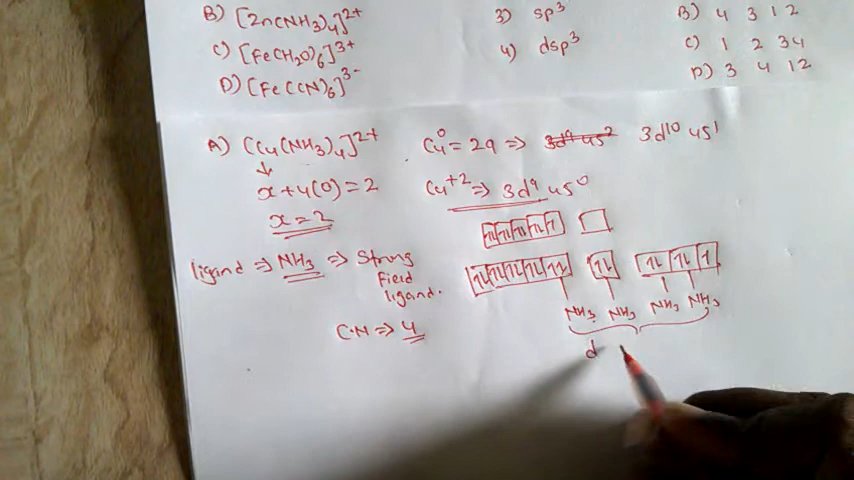 B) [Zn(NH3)4]2+ 3) sp3 B) 4 3 1 2
C) [Fe(H2O)6]3+ 4) dsp3 C) 1 2 3 4
D) [Fe(CN)6]3- D) 3 4 1 2
A) [Cu(NH3)4]2+ Cu0 = 29 => 3d9 4s2 3d10 4s1
x + 4(0) = 2 Cu+2 => 3d9 4s0
x = 2
ligand => NH3 => Strong
Field
ligand.
NH3 NH3 NH3 NH3
C.N => 4
d